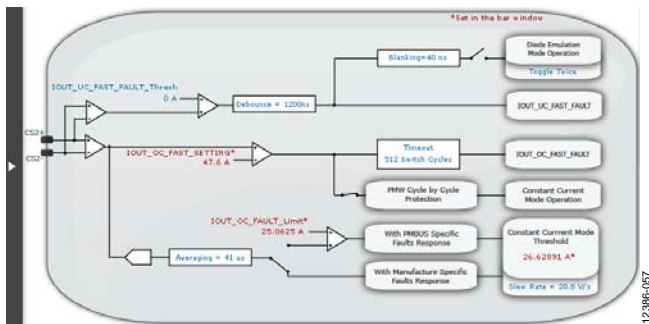 *Set in the bar window
Blanking=40 ns
Diode Emulation
Mode Operation
Toggle Twice
IOUT_UC_FAST_FAULT_Thresh
0 A
Debounce = 1200ns
IOUT_UC_FAST_FAULT
CS2+
CS2-
IOUT_OC_FAST_SETTING*
47.6 A
Timeout
512 Switch Cycles
IOUT_OC_FAST_FAULT
PMW Cycle by Cycle
Protection
Constant Current
Mode Operation
IOUT_OC_FAULT_Limit*
25.0625 A
With PMBUS Specific
Faults Response
Constant Currrent Mode
Threshold
26.62891 A*
Averaging = 41 us
With Manufacture Specific
Faults Response
Slew Rate = 20.8 V/s
12386-057